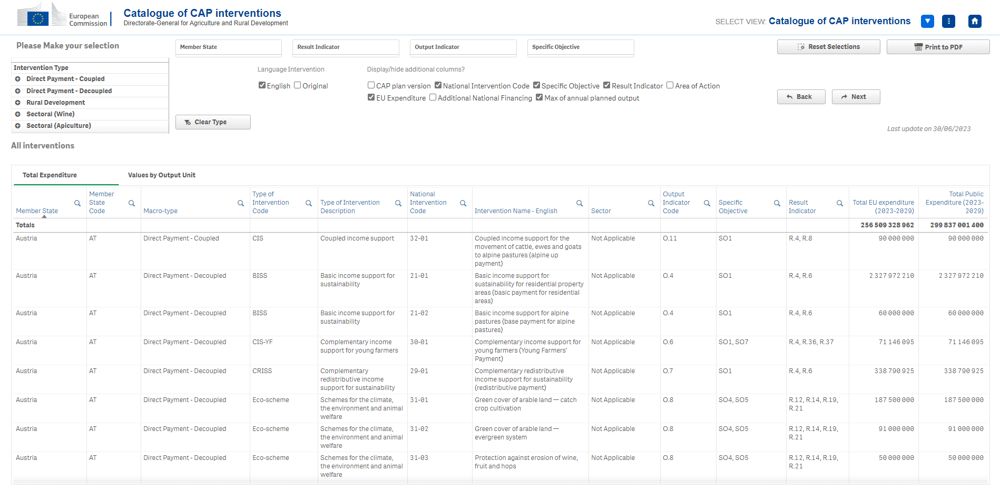 European
Commission
Catalogue of CAP interventions
Directorate-General for Agriculture and Rural Development
SELECT VIEW: Catalogue of CAP interventions
Please Make your selection
Member State
Result Indicator
Output Indicator
Specific Objective
Reset Selections
Print to PDF
Intervention Type
Direct Payment - Coupled
Direct Payment - Decoupled
Rural Development
Sectoral (Wine)
Sectoral (Apiculture)
Language Intervention
English Original
Display/hide additional columns?
CAP plan version National Intervention Code Specific Objective Result Indicator Area of Action
EU Expenditure Additional National Financing Max of annual planned output
Back
Next
Clear Type
Last update on 30/06/2023
All interventions
Total Expenditure
Values by Output Unit
Member State
Member
State
Code
Macro-type
Type of
Intervention
Code
Type of Intervention
Description
National
Intervention
Code
Intervention Name - English
Sector
Output
Indicator
Code
Specific
Objective
Result
Indicator
Total EU expenditure
(2023-2029)
Total Public
Expenditure (2023-
2029)
Totals
256 509 328 962
299 837 001 400
Austria
AT
Direct Payment - Coupled
CIS
Coupled income support
32-01
Coupled income support for the
movement of cattle, ewes and goats
to alpine pastures (alpine up
payment)
Not Applicable
O.11
SO1
R.4, R.8
90 000 000
90 000 000
Austria
AT
Direct Payment - Decoupled
BISS
Basic income support for
sustainability
21-01
Basic income support for
sustainability for residential property
areas (basic payment for residential
areas)
Not Applicable
O.4
SO1
R.4, R.6
2 327 972 210
2 327 972 210
Austria
AT
Direct Payment - Decoupled
BISS
Basic income support for
sustainability
21-02
Basic income support for alpine
pastures (base payment for alpine
pastures)
Not Applicable
O.4
SO1
R.4, R.6
60 000 000
60 000 000
Austria
AT
Direct Payment - Decoupled
CIS-YF
Complementary income
support for young farmers
30-01
Complementary income support for
young farmers (Young Farmers'
Payment)
Not Applicable
O.6
SO1, SO7
R.4, R.36, R.37
71 146 095
71 146 095
Austria
AT
Direct Payment - Decoupled
CRISS
Complementary
redistributive income
support for sustainability
29-01
Complementary redistributive
income support for sustainability
(redistributive payment)
Not Applicable
O.7
SO1
R.4, R.6
338 790 925
338 790 925
Austria
AT
Direct Payment - Decoupled
Eco-scheme
Schemes for the climate,
the environment and animal
welfare
31-01
Green cover of arable land — catch
crop cultivation
Not Applicable
O.8
SO4, SO5
R.12, R.14, R.19,
R.21
187 500 000
187 500 000
Austria
AT
Direct Payment - Decoupled
Eco-scheme
Schemes for the climate,
the environment and animal
welfare
31-02
Green cover of arable land —
evergreen system
Not Applicable
O.8
SO4, SO5
R.12, R.14, R.19,
R.21
91 000 000
91 000 000
Austria
AT
Direct Payment - Decoupled
Eco-scheme
Schemes for the climate,
the environment and animal
welfare
31-03
Protection against erosion of wine,
fruit and hops
Not Applicable
O.8
SO4, SO5
R.12, R.14, R.19,
R.21
50 000 000
50 000 000